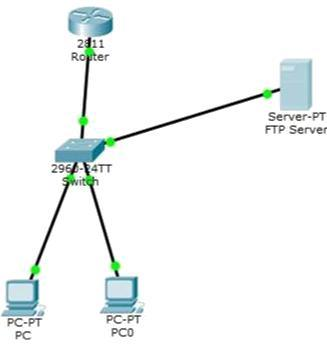 2811
Router
Server-PT
FTP Server
2960-24TT
Switch
PC-PT
PC
PC-PT
PC0